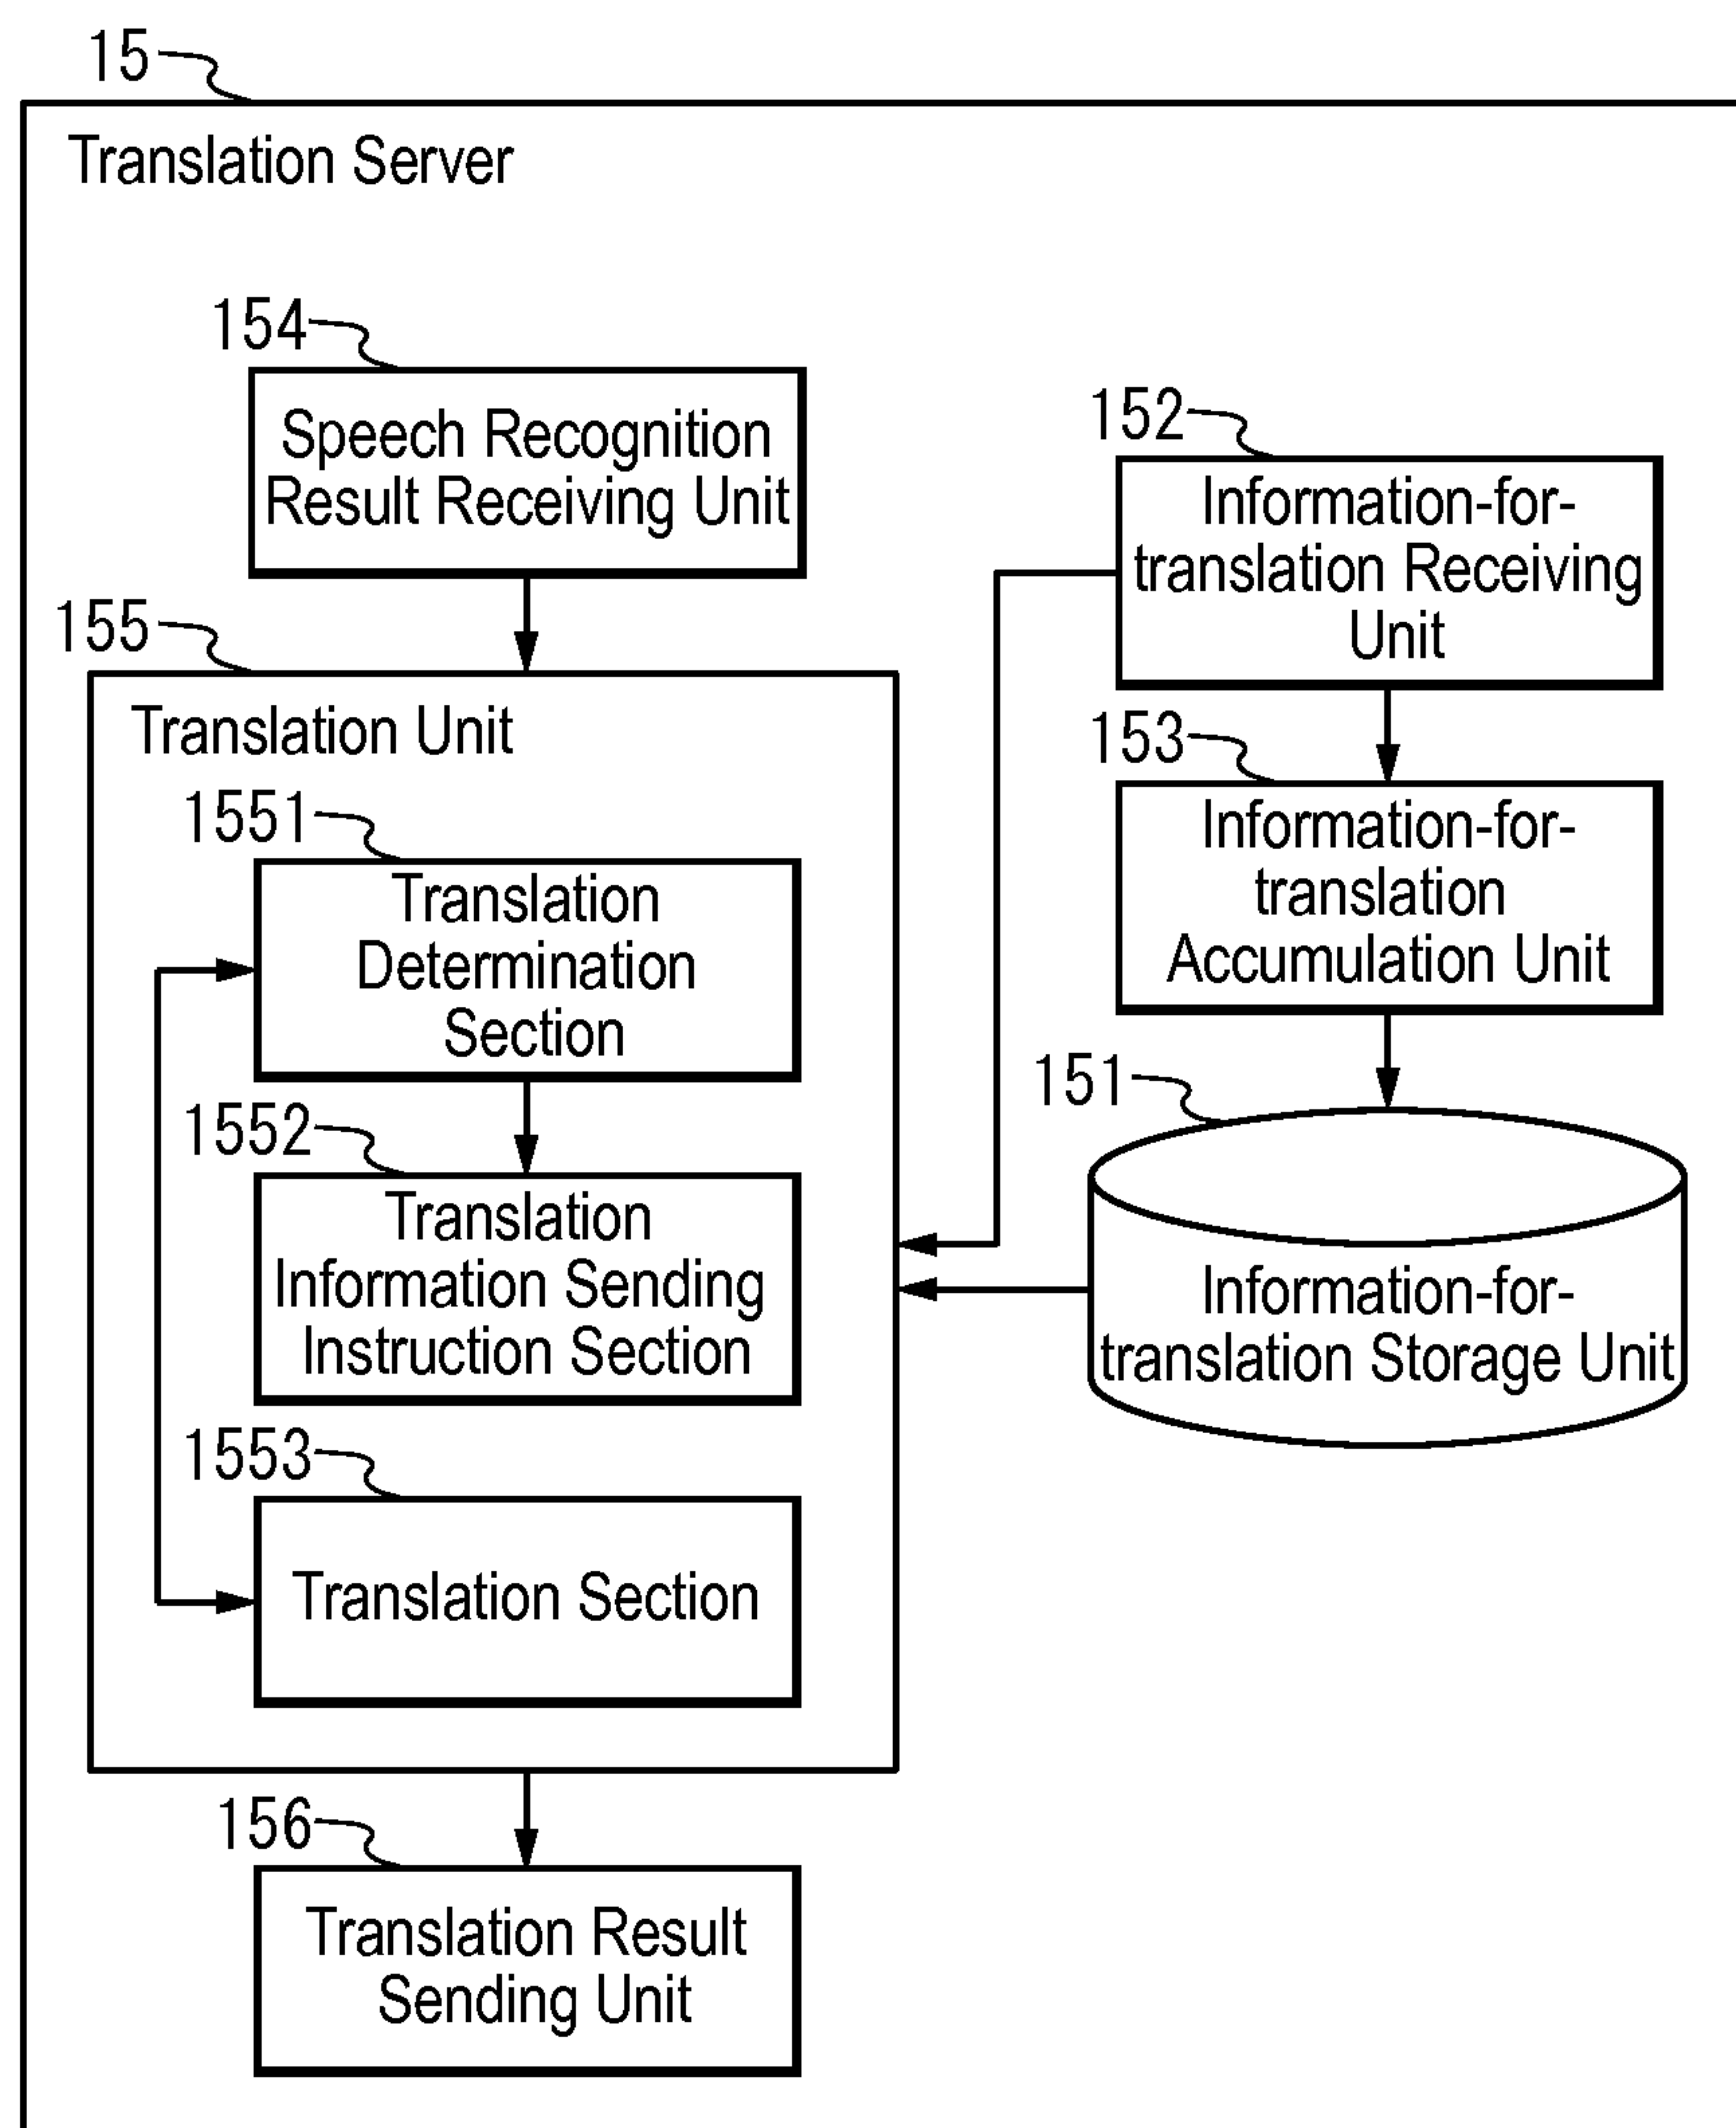 15
Translation Server
154
Speech Recognition
Result Receiving Unit
152
Information-for-
translation Receiving
Unit
155
Translation Unit
153
Information-for-
translation
Accumulation Unit
1551
Translation
Determination
Section
151
Information-for-
translation Storage Unit
1552
Translation
Information Sending
Instruction Section
1553
Translation Section
156
Translation Result
Sending Unit